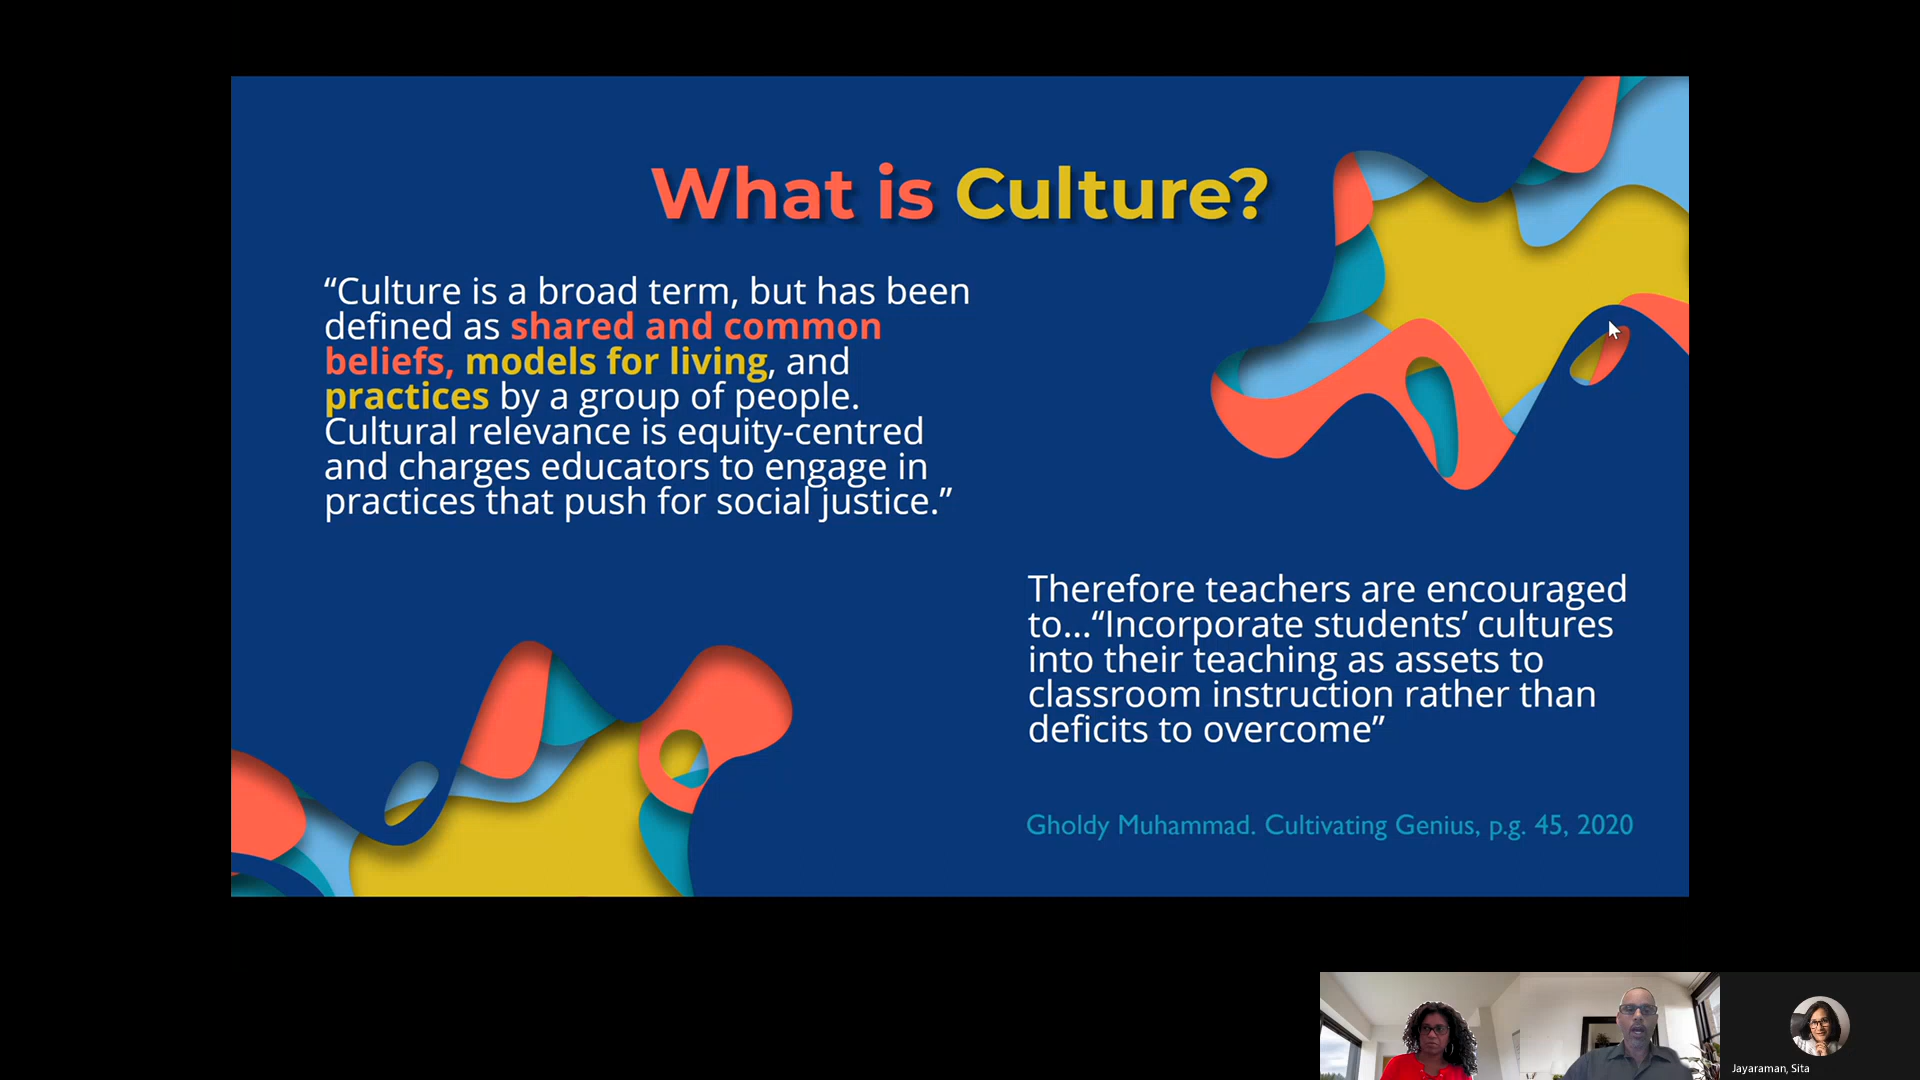 What is Culture?
“Culture is a broad term, but has been
defined as shared and common
beliefs, models for living, and
practices by a group of people.
Cultural relevance is equity-centred
and charges educators to engage in
practices that push for social justice.”
Therefore teachers are encouraged
to...“Incorporate students’ cultures
into their teaching as assets to
classroom instruction rather than
deficits to overcome”
Gholdy Muhammad. Cultivating Genius, p.g. 45, 2020
Jayaraman, Sita